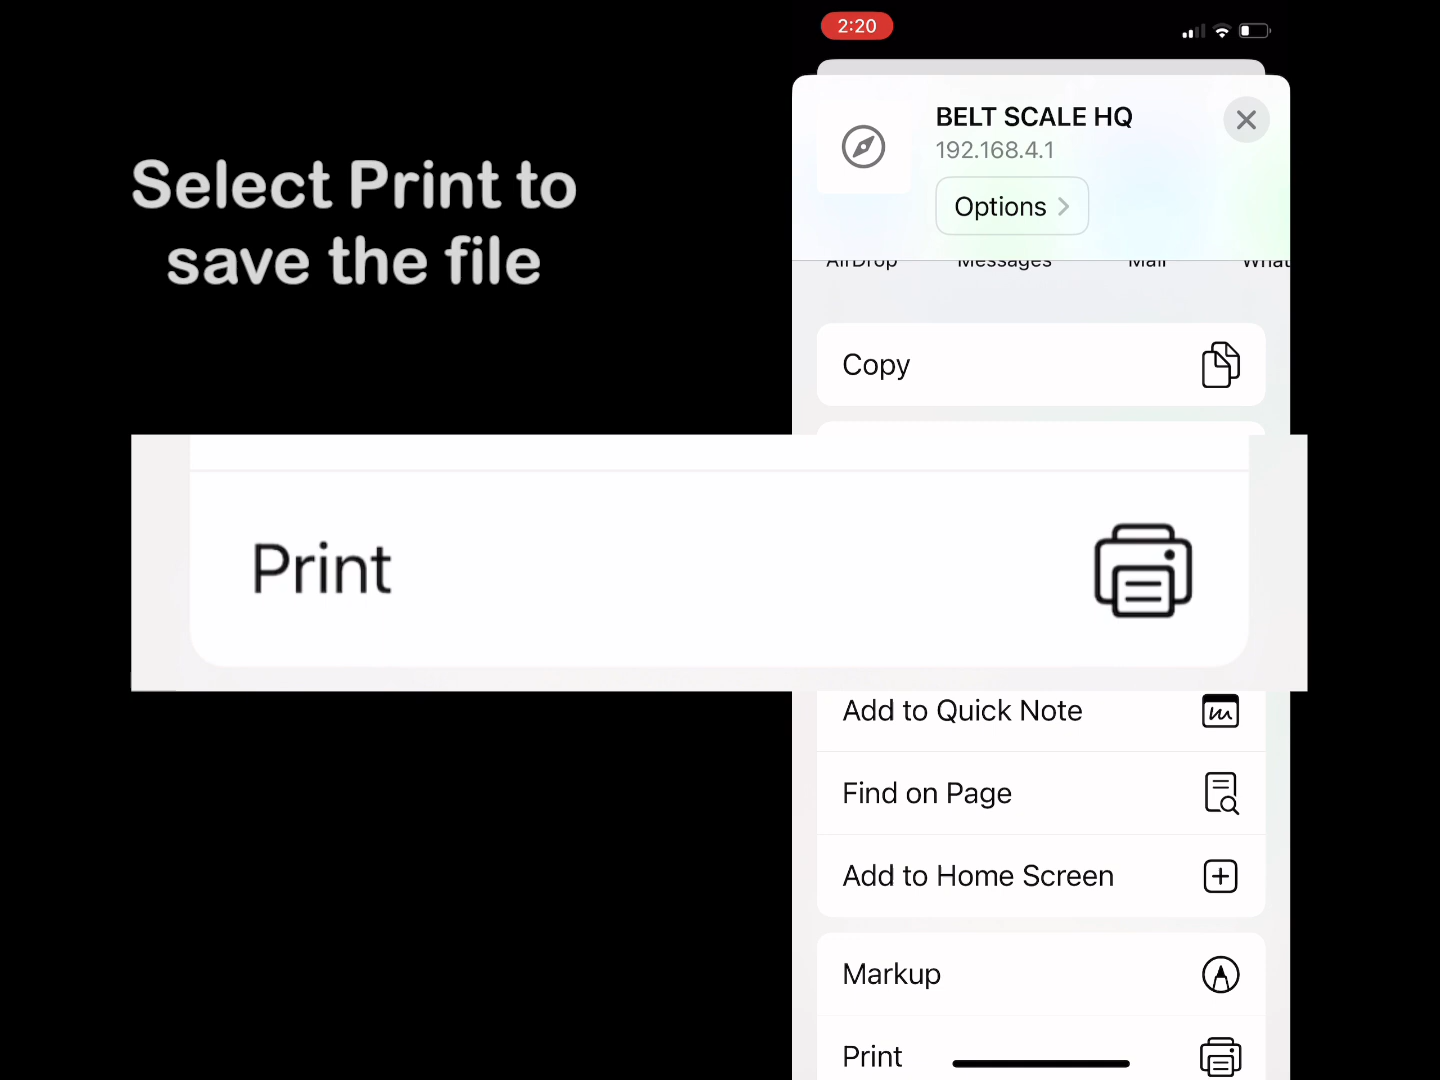 2:20
Select Print to
save the file
BELT SCALE HQ
192.168.4.1
Options
AirDrop Messages Mail What
Copy
Print
Add to Quick Note
Find on Page
Add to Home Screen
Markup
Print